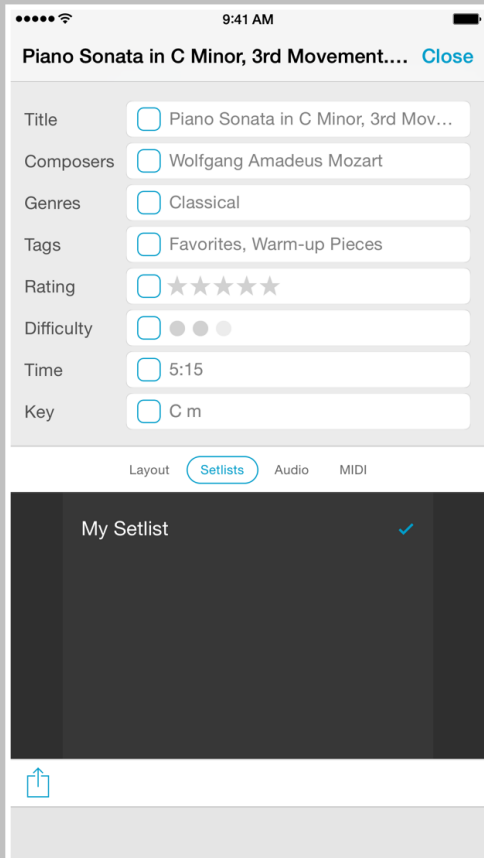 9:41 AM
Piano Sonata in C Minor, 3rd Movement.... Close
Title Piano Sonata in C Minor, 3rd Mov...
Composers Wolfgang Amadeus Mozart
Genres Classical
Tags Favorites, Warm-up Pieces
Rating
Difficulty
Time 5:15
Key C m
Layout Setlists Audio MIDI
My Setlist